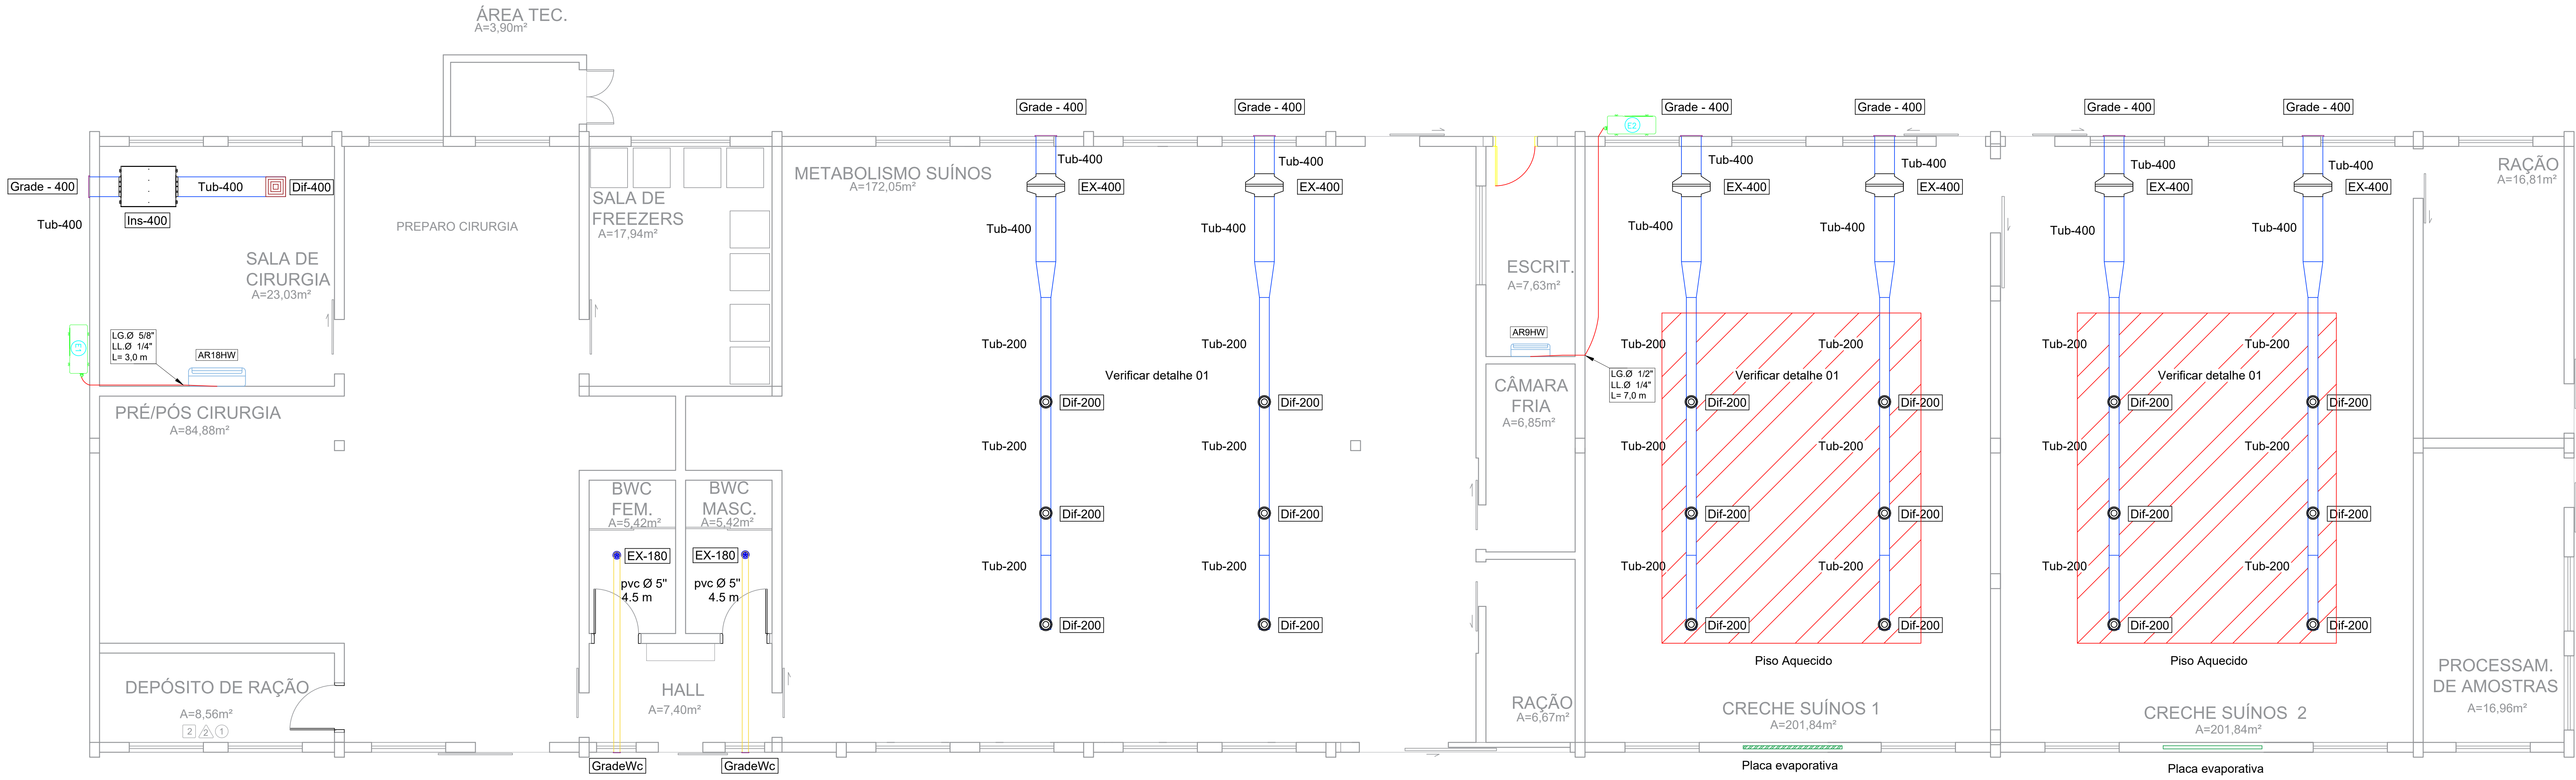 ÁREA TEC.
A=3,90m²
Grade - 400
Grade - 400
Grade - 400
Grade - 400
Grade - 400
Grade - 400
E2
Tub-400
Tub-400
Tub-400
Tub-400
Tub-400
Tub-400
Grade - 400
Tub-400
Dif-400
Ins-400
Tub-400
SALA DE
CIRURGIA
A=23,03m²
PREPARO CIRURGIA
SALA DE
FREEZERS
A=17,94m²
METABOLISMO SUÍNOS
A=172,05m²
EX-400
EX-400
EX-400
EX-400
EX-400
EX-400
RAÇÃO
A=16,81m²
Tub-400
Tub-400
Tub-400
Tub-400
Tub-400
Tub-400
ESCRIT.
A=7,63m²
AR9HW
LG.Ø 5/8"
LL.Ø 1/4"
L= 3,0 m
AR18HW
Tub-200
Tub-200
Tub-200
Tub-200
Tub-200
Tub-200
Verificar detalhe 01
Verificar detalhe 01
Verificar detalhe 01
LG.Ø 1/2"
LL.Ø 1/4"
L= 7,0 m
CÂMARA
FRIA
A=6,85m²
PRÉ/PÓS CIRURGIA
A=84,88m²
Dif-200
Dif-200
Dif-200
Dif-200
Dif-200
Dif-200
Tub-200
Tub-200
Tub-200
Tub-200
Tub-200
Tub-200
BWC
FEM.
A=5,42m²
BWC
MASC.
A=5,42m²
Dif-200
Dif-200
Dif-200
Dif-200
Dif-200
Dif-200
EX-180
EX-180
pvc Ø 5"
4.5 m
pvc Ø 5"
4.5 m
Tub-200
Tub-200
Tub-200
Tub-200
Tub-200
Tub-200
Dif-200
Dif-200
Dif-200
Dif-200
Dif-200
Dif-200
Piso Aquecido
Piso Aquecido
DEPÓSITO DE RAÇÃO
A=8,56m²
2 2 1
HALL
A=7,40m²
RAÇÃO
A=6,67m²
CRECHE SUÍNOS 1
A=201,84m²
CRECHE SUÍNOS 2
A=201,84m²
PROCESSAM.
DE AMOSTRAS
A=16,96m²
GradeWc
GradeWc
Placa evaporativa
Placa evaporativa